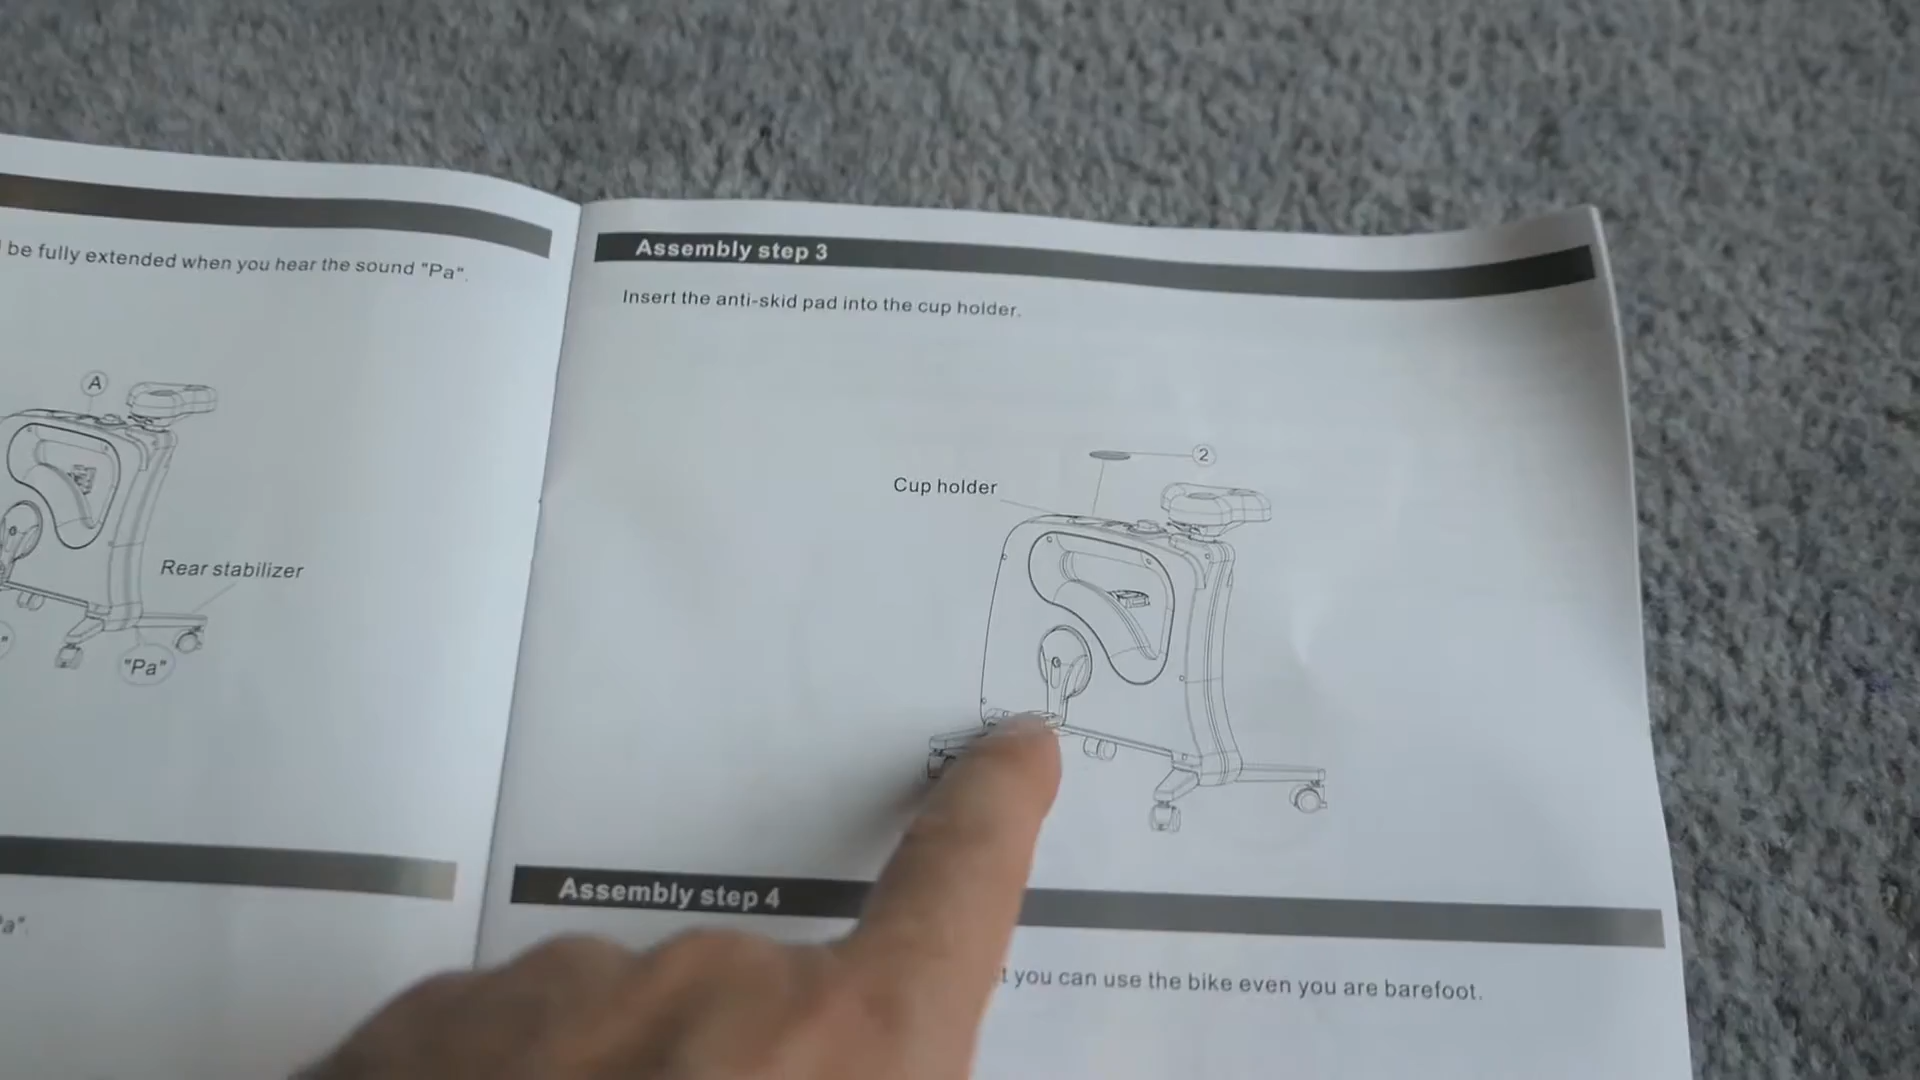 be fully extended when you hear the sound "Pa".
A
Rear stabilizer
"Pa"
Assembly step 3
Insert the anti-skid pad into the cup holder.
2
Cup holder
Assembly step 4
you can use the bike even you are barefoot.